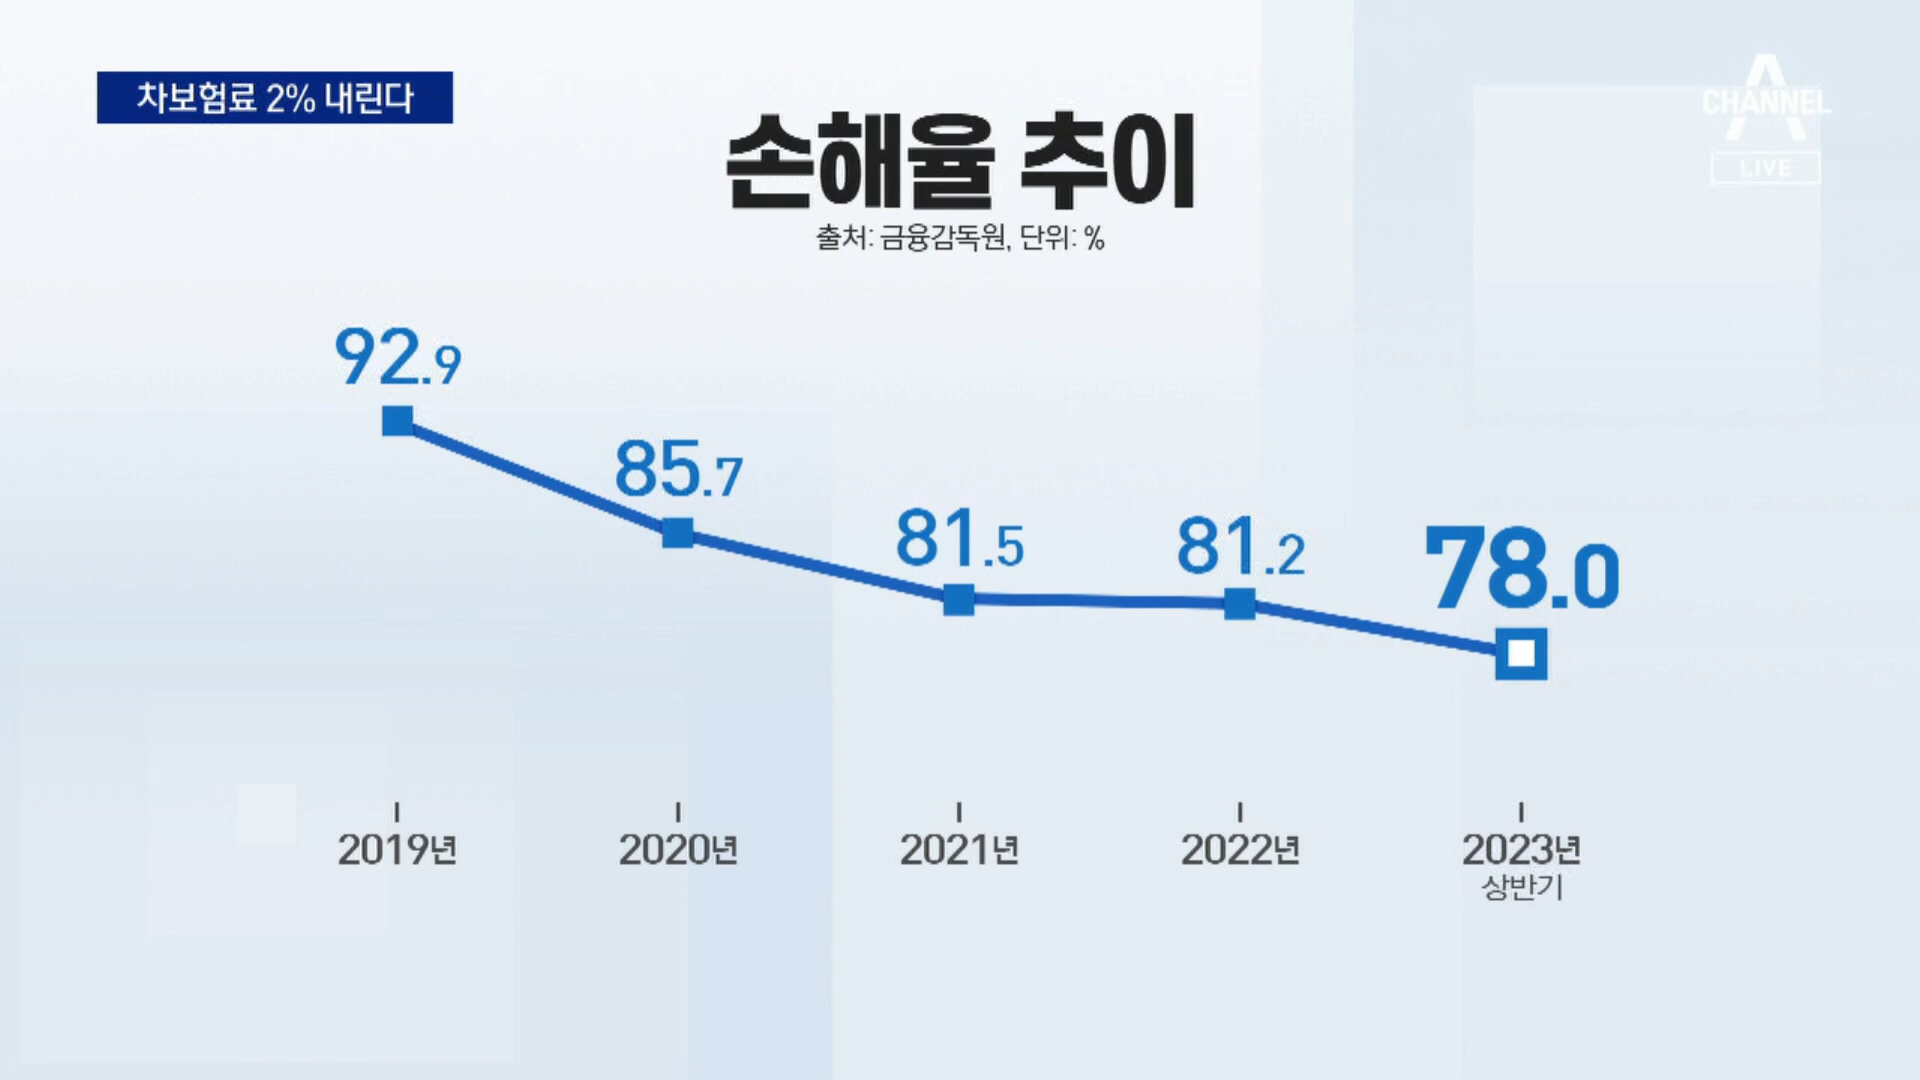 차보험료 2% 내린다
CHANNEL A
LIVE
손해율 추이
출처: 금융감독원, 단위: %
92.9
85.7
81.5
81.2
78.0
2019년
2020년
2021년
2022년
2023년
상반기